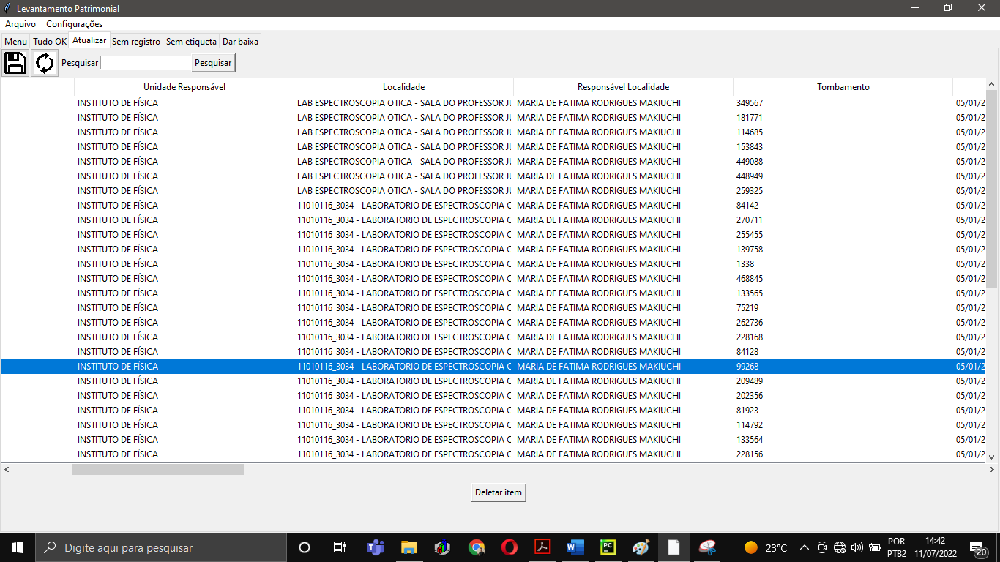 Levantamento Patrimonial
Arquivo Configurações
Menu Tudo OK Atualizar Sem registro Sem etiqueta Dar baixa
Pesquisar Pesquisar
Unidade Responsável Localidade Responsável Localidade Tombamento
INSTITUTO DE FÍSICA LAB ESPECTROSCOPIA OTICA - SALA DO PROFESSOR JU MARIA DE FATIMA RODRIGUES MAKIUCHI 349567 05/01/2
INSTITUTO DE FÍSICA LAB ESPECTROSCOPIA OTICA - SALA DO PROFESSOR JU MARIA DE FATIMA RODRIGUES MAKIUCHI 181771 05/01/2
INSTITUTO DE FÍSICA LAB ESPECTROSCOPIA OTICA - SALA DO PROFESSOR JU MARIA DE FATIMA RODRIGUES MAKIUCHI 114685 05/01/2
INSTITUTO DE FÍSICA LAB ESPECTROSCOPIA OTICA - SALA DO PROFESSOR JU MARIA DE FATIMA RODRIGUES MAKIUCHI 153843 05/01/2
INSTITUTO DE FÍSICA LAB ESPECTROSCOPIA OTICA - SALA DO PROFESSOR JU MARIA DE FATIMA RODRIGUES MAKIUCHI 449088 05/01/2
INSTITUTO DE FÍSICA LAB ESPECTROSCOPIA OTICA - SALA DO PROFESSOR JU MARIA DE FATIMA RODRIGUES MAKIUCHI 448949 05/01/2
INSTITUTO DE FÍSICA LAB ESPECTROSCOPIA OTICA - SALA DO PROFESSOR JU MARIA DE FATIMA RODRIGUES MAKIUCHI 259325 05/01/2
INSTITUTO DE FÍSICA 11010116_3034 - LABORATORIO DE ESPECTROSCOPIA MARIA DE FATIMA RODRIGUES MAKIUCHI 84142 05/01/2
INSTITUTO DE FÍSICA 11010116_3034 - LABORATORIO DE ESPECTROSCOPIA MARIA DE FATIMA RODRIGUES MAKIUCHI 270711 05/01/2
INSTITUTO DE FÍSICA 11010116_3034 - LABORATORIO DE ESPECTROSCOPIA MARIA DE FATIMA RODRIGUES MAKIUCHI 255455 05/01/2
INSTITUTO DE FÍSICA 11010116_3034 - LABORATORIO DE ESPECTROSCOPIA MARIA DE FATIMA RODRIGUES MAKIUCHI 139758 05/01/2
INSTITUTO DE FÍSICA 11010116_3034 - LABORATORIO DE ESPECTROSCOPIA MARIA DE FATIMA RODRIGUES MAKIUCHI 1338 05/01/2
INSTITUTO DE FÍSICA 11010116_3034 - LABORATORIO DE ESPECTROSCOPIA MARIA DE FATIMA RODRIGUES MAKIUCHI 468845 05/01/2
INSTITUTO DE FÍSICA 11010116_3034 - LABORATORIO DE ESPECTROSCOPIA MARIA DE FATIMA RODRIGUES MAKIUCHI 133565 05/01/2
INSTITUTO DE FÍSICA 11010116_3034 - LABORATORIO DE ESPECTROSCOPIA MARIA DE FATIMA RODRIGUES MAKIUCHI 75219 05/01/2
INSTITUTO DE FÍSICA 11010116_3034 - LABORATORIO DE ESPECTROSCOPIA MARIA DE FATIMA RODRIGUES MAKIUCHI 262736 05/01/2
INSTITUTO DE FÍSICA 11010116_3034 - LABORATORIO DE ESPECTROSCOPIA MARIA DE FATIMA RODRIGUES MAKIUCHI 228168 05/01/2
INSTITUTO DE FÍSICA 11010116_3034 - LABORATORIO DE ESPECTROSCOPIA MARIA DE FATIMA RODRIGUES MAKIUCHI 84128 05/01/2
INSTITUTO DE FÍSICA 11010116_3034 - LABORATORIO DE ESPECTROSCOPIA MARIA DE FATIMA RODRIGUES MAKIUCHI 99268 05/01/2
INSTITUTO DE FÍSICA 11010116_3034 - LABORATORIO DE ESPECTROSCOPIA MARIA DE FATIMA RODRIGUES MAKIUCHI 209489 05/01/2
INSTITUTO DE FÍSICA 11010116_3034 - LABORATORIO DE ESPECTROSCOPIA MARIA DE FATIMA RODRIGUES MAKIUCHI 202356 05/01/2
INSTITUTO DE FÍSICA 11010116_3034 - LABORATORIO DE ESPECTROSCOPIA MARIA DE FATIMA RODRIGUES MAKIUCHI 81923 05/01/2
INSTITUTO DE FÍSICA 11010116_3034 - LABORATORIO DE ESPECTROSCOPIA MARIA DE FATIMA RODRIGUES MAKIUCHI 114792 05/01/2
INSTITUTO DE FÍSICA 11010116_3034 - LABORATORIO DE ESPECTROSCOPIA MARIA DE FATIMA RODRIGUES MAKIUCHI 133564 05/01/2
INSTITUTO DE FÍSICA 11010116_3034 - LABORATORIO DE ESPECTROSCOPIA MARIA DE FATIMA RODRIGUES MAKIUCHI 228156 05/01/2
Deletar item
Digite aqui para pesquisar 23°C POR 14:42
PTB2 11/07/2022 20